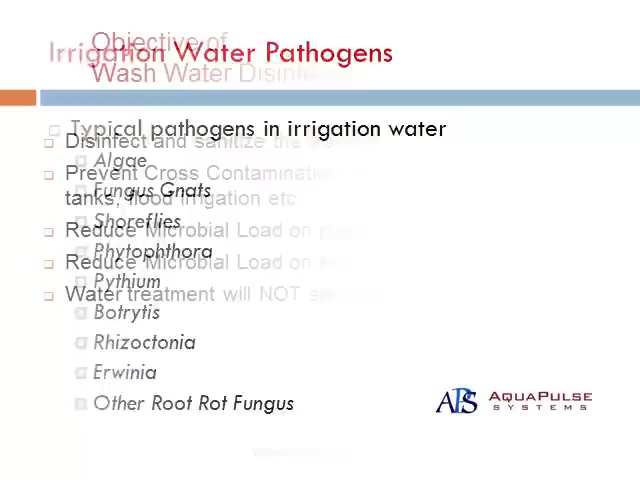 Irrigation Water Pathogens
Objective of
Wash Water Disinfe
Typical pathogens in irrigation water
Disinfect and sanitize the
Algae
Prevent Cross Contamination
Fungus Gnats
tanks, flood irrigation etc
Shoreflies
Reduce Microbial Load on
Phytophthora
Reduce Microbial Load on
Pythium
Water treatment will NOT
Botrytis
Rhizoctonia
Erwinia
Other Root Rot Fungus
APS AQUAPULSE
SYSTEMS